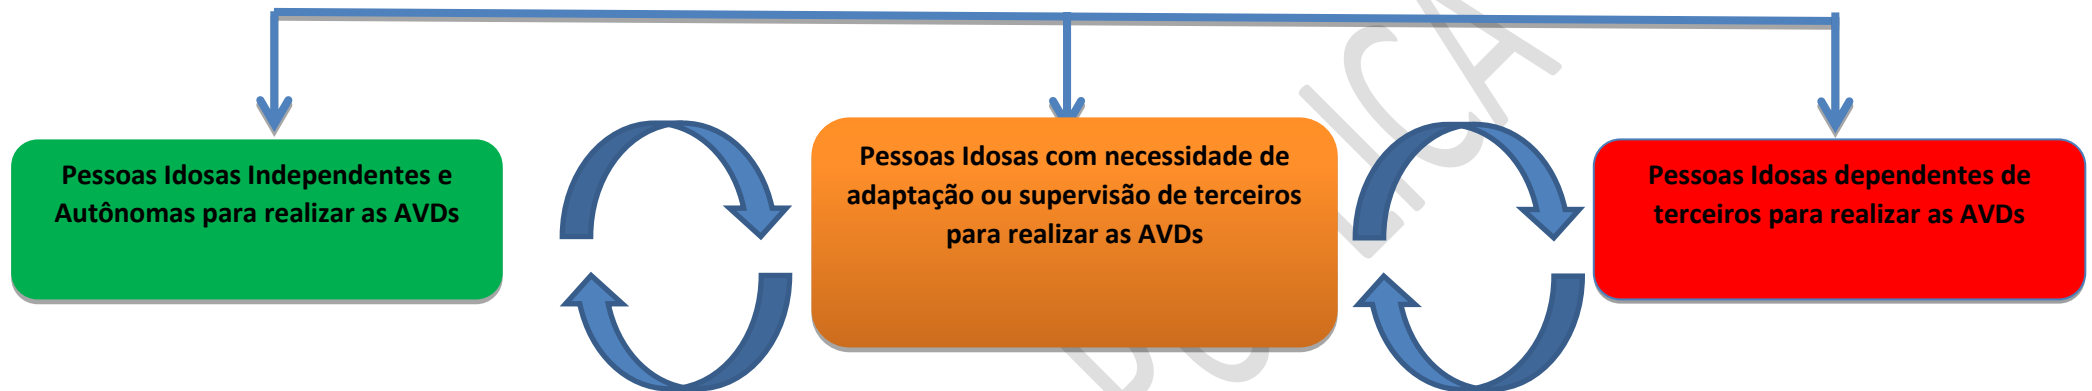 Pessoas Idosas Independentes e
Autônomas para realizar as AVDs
Pessoas Idosas com necessidade de
adaptação ou supervisão de terceiros
para realizar as AVDs
Pessoas Idosas dependentes de
terceiros para realizar as AVDs